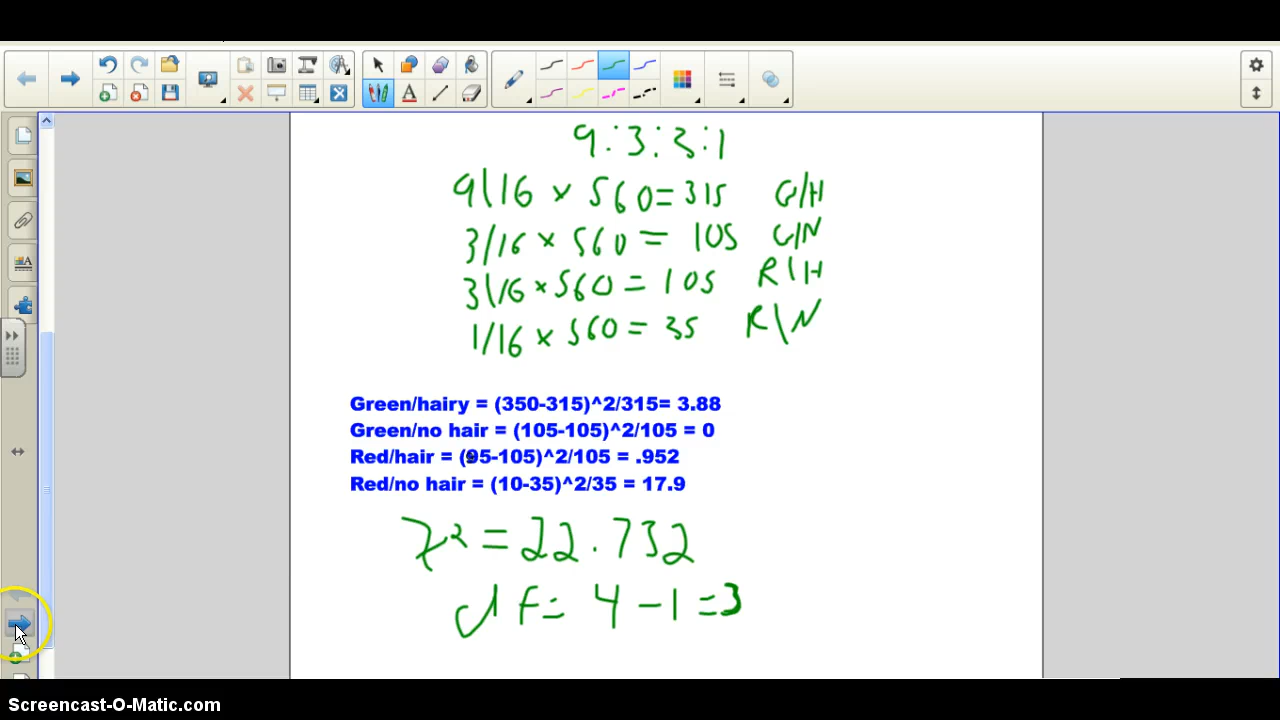 9:3:3:1
9/16 × 560 = 315 G/H
3/16 × 560 = 105 G/N
3/16 × 560 = 105 R/H
1/16 × 560 = 35 R/N
Green/hairy = (350-315)^2/315= 3.88
Green/no hair = (105-105)^2/105 = 0
Red/hair = (95-105)^2/105 = .952
Red/no hair = (10-35)^2/35 = 17.9
χ² = 22.732
df = 4 - 1 = 3
Screencast-O-Matic.com